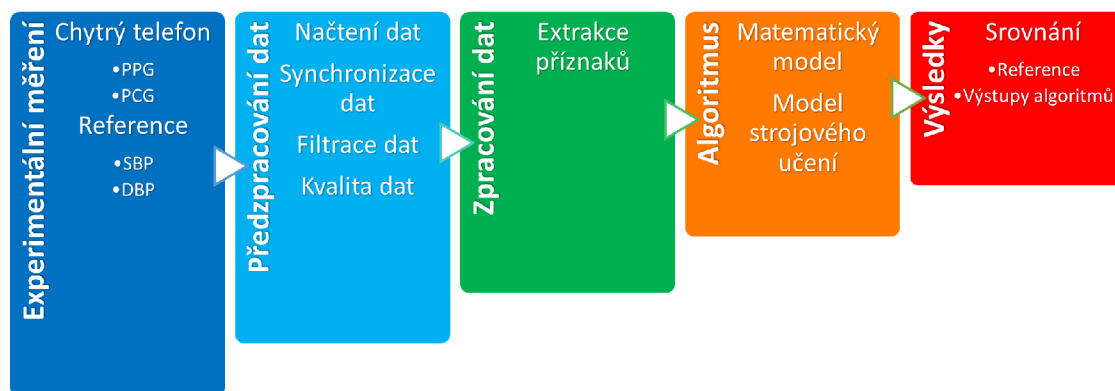 Experimentální měření
Chytrý telefon
•PPG
•PCG
Reference
•SBP
•DBP
Předzpracování dat
Načtení dat
Synchronizace
dat
Filtrace dat
Kvalita dat
Zpracování dat
Extrakce
příznaků
Algoritmus
Matematický
model
Model
strojového
učení
Výsledky
Srovnání
•Reference
•Výstupy algoritmů